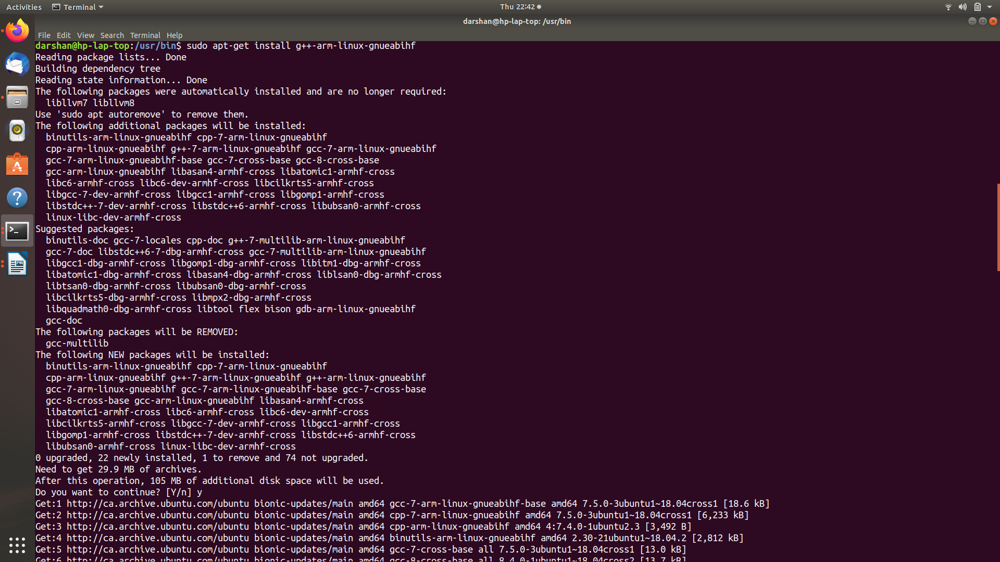 Activities Terminal Thu 22:42
darshan@hp-lap-top: /usr/bin
File Edit View Search Terminal Help
darshan@hp-lap-top:/usr/bin$ sudo apt-get install g++-arm-linux-gnueabihf
Reading package lists... Done
Building dependency tree
Reading state information... Done
The following packages were automatically installed and are no longer required:
  libllvm7 libllvm8
Use 'sudo apt autoremove' to remove them.
The following additional packages will be installed:
  binutils-arm-linux-gnueabihf cpp-7-arm-linux-gnueabihf
  cpp-arm-linux-gnueabihf g++-7-arm-linux-gnueabihf gcc-7-arm-linux-gnueabihf
  gcc-7-arm-linux-gnueabihf-base gcc-7-cross-base gcc-8-cross-base
  gcc-arm-linux-gnueabihf libasan4-armhf-cross libatomic1-armhf-cross
  libc6-armhf-cross libc6-dev-armhf-cross libcilkrts5-armhf-cross
  libgcc-7-dev-armhf-cross libgcc1-armhf-cross libgomp1-armhf-cross
  libstdc++-7-dev-armhf-cross libstdc++6-armhf-cross libubsan0-armhf-cross
  linux-libc-dev-armhf-cross
Suggested packages:
  binutils-doc gcc-7-locales cpp-doc g++-7-multilib-arm-linux-gnueabihf
  gcc-7-doc libstdc++6-7-dbg-armhf-cross gcc-7-multilib-arm-linux-gnueabihf
  libgcc1-dbg-armhf-cross libgomp1-dbg-armhf-cross libitm1-dbg-armhf-cross
  libatomic1-dbg-armhf-cross libasan4-dbg-armhf-cross liblsan0-dbg-armhf-cross
  libtsan0-dbg-armhf-cross libubsan0-dbg-armhf-cross
  libcilkrts5-dbg-armhf-cross libmpx2-dbg-armhf-cross
  libquadmath0-dbg-armhf-cross libtool flex bison gdb-arm-linux-gnueabihf
  gcc-doc
The following packages will be REMOVED:
  gcc-multilib
The following NEW packages will be installed:
  binutils-arm-linux-gnueabihf cpp-7-arm-linux-gnueabihf
  cpp-arm-linux-gnueabihf g++-7-arm-linux-gnueabihf g++-arm-linux-gnueabihf
  gcc-7-arm-linux-gnueabihf gcc-7-arm-linux-gnueabihf-base gcc-7-cross-base
  gcc-8-cross-base gcc-arm-linux-gnueabihf libasan4-armhf-cross
  libatomic1-armhf-cross libc6-armhf-cross libc6-dev-armhf-cross
  libcilkrts5-armhf-cross libgcc-7-dev-armhf-cross libgcc1-armhf-cross
  libgomp1-armhf-cross libstdc++-7-dev-armhf-cross libstdc++6-armhf-cross
  libubsan0-armhf-cross linux-libc-dev-armhf-cross
0 upgraded, 22 newly installed, 1 to remove and 74 not upgraded.
Need to get 29.9 MB of archives.
After this operation, 105 MB of additional disk space will be used.
Do you want to continue? [Y/n] y
Get:1 http://ca.archive.ubuntu.com/ubuntu bionic-updates/main amd64 gcc-7-arm-linux-gnueabihf-base amd64 7.5.0-3ubuntu1~18.04cross1 [18.6 kB]
Get:2 http://ca.archive.ubuntu.com/ubuntu bionic-updates/main amd64 cpp-7-arm-linux-gnueabihf amd64 7.5.0-3ubuntu1~18.04cross1 [6,233 kB]
Get:3 http://ca.archive.ubuntu.com/ubuntu bionic-updates/main amd64 cpp-arm-linux-gnueabihf amd64 4:7.4.0-1ubuntu2.3 [3,492 B]
Get:4 http://ca.archive.ubuntu.com/ubuntu bionic-updates/main amd64 binutils-arm-linux-gnueabihf amd64 2.30-21ubuntu1~18.04.2 [2,812 kB]
Get:5 http://ca.archive.ubuntu.com/ubuntu bionic-updates/main amd64 gcc-7-cross-base all 7.5.0-3ubuntu1~18.04cross1 [13.0 kB]
Get:6 http://ca.archive.ubuntu.com/ubuntu bionic-updates/main amd64 gcc-8-cross-base all 8.4.0-1ubuntu1~18.04cross2 [13.7 kB]